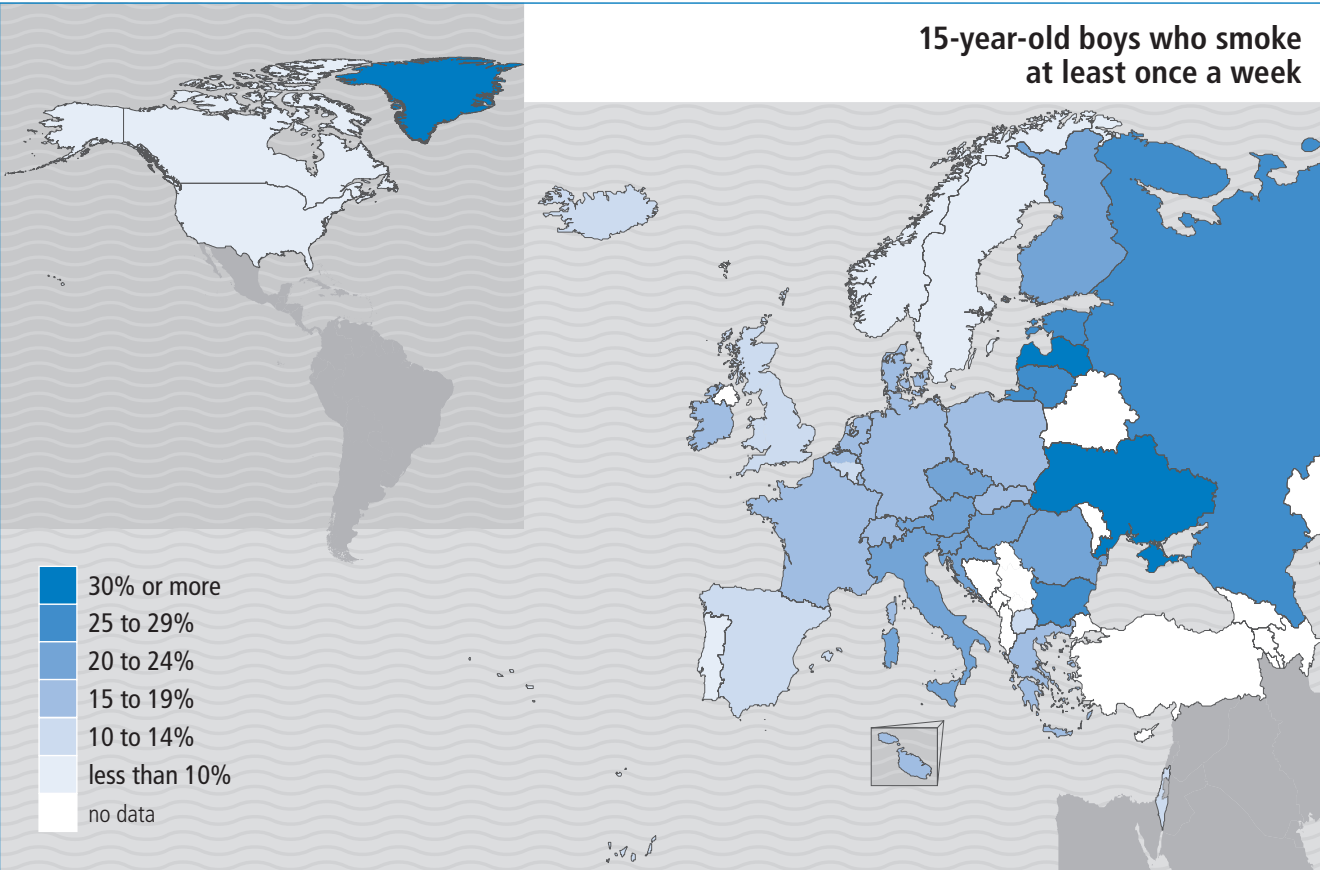 15-year-old boys who smoke
at least once a week
30% or more
25 to 29%
20 to 24%
15 to 19%
10 to 14%
less than 10%
no data